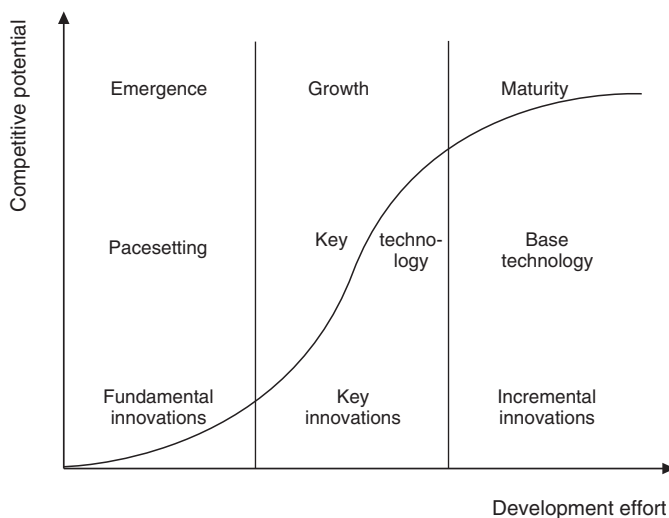 Competitive potential
Emergence
Growth
Maturity
Pacesetting
Key
techno-
logy
Base
technology
Fundamental
innovations
Key
innovations
Incremental
innovations
Development effort